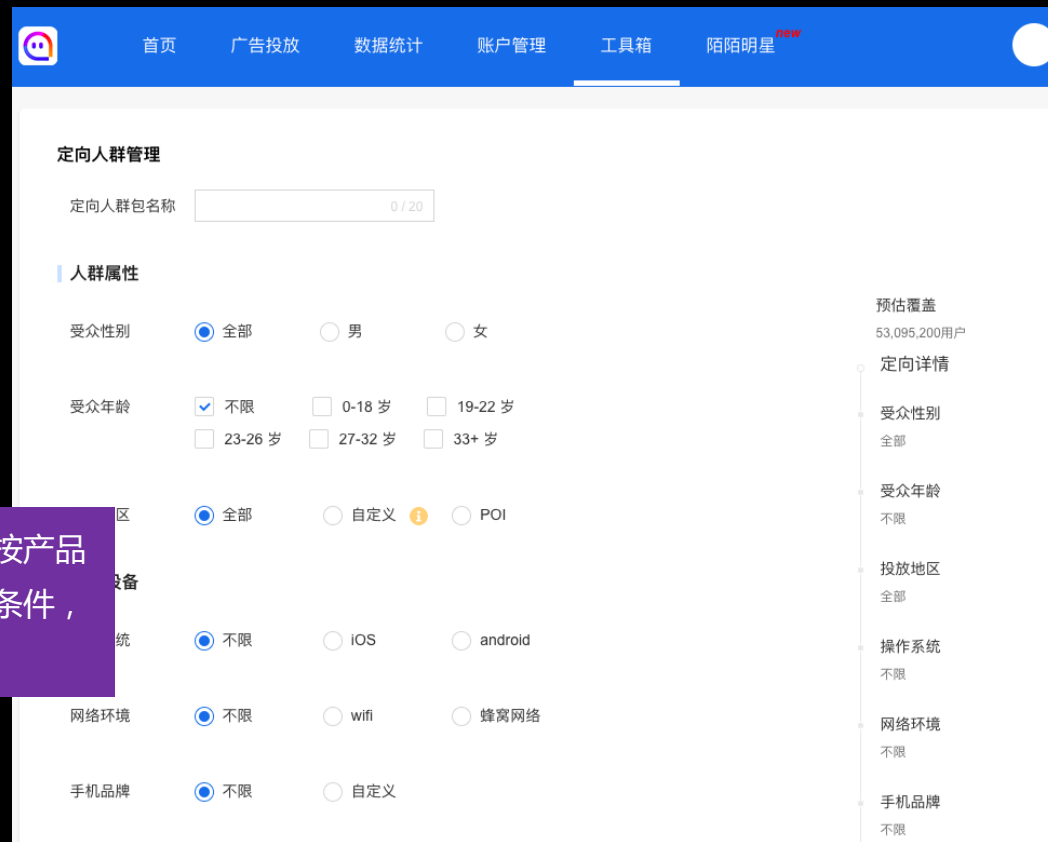 首页 广告投放 数据统计 账户管理 工具箱 陌陌明星 new
定向人群管理
定向人群包名称 0 / 20
人群属性
受众性别 全部 男 女
受众年龄 不限 0-18 岁 19-22 岁
23-26 岁 27-32 岁 33+ 岁
区 全部 自定义 POI
按产品
条件，
设备
统 不限 iOS android
网络环境 不限 wifi 蜂窝网络
手机品牌 不限 自定义
预估覆盖
53,095,200用户
定向详情
受众性别
全部
受众年龄
不限
投放地区
全部
操作系统
不限
网络环境
不限
手机品牌
不限